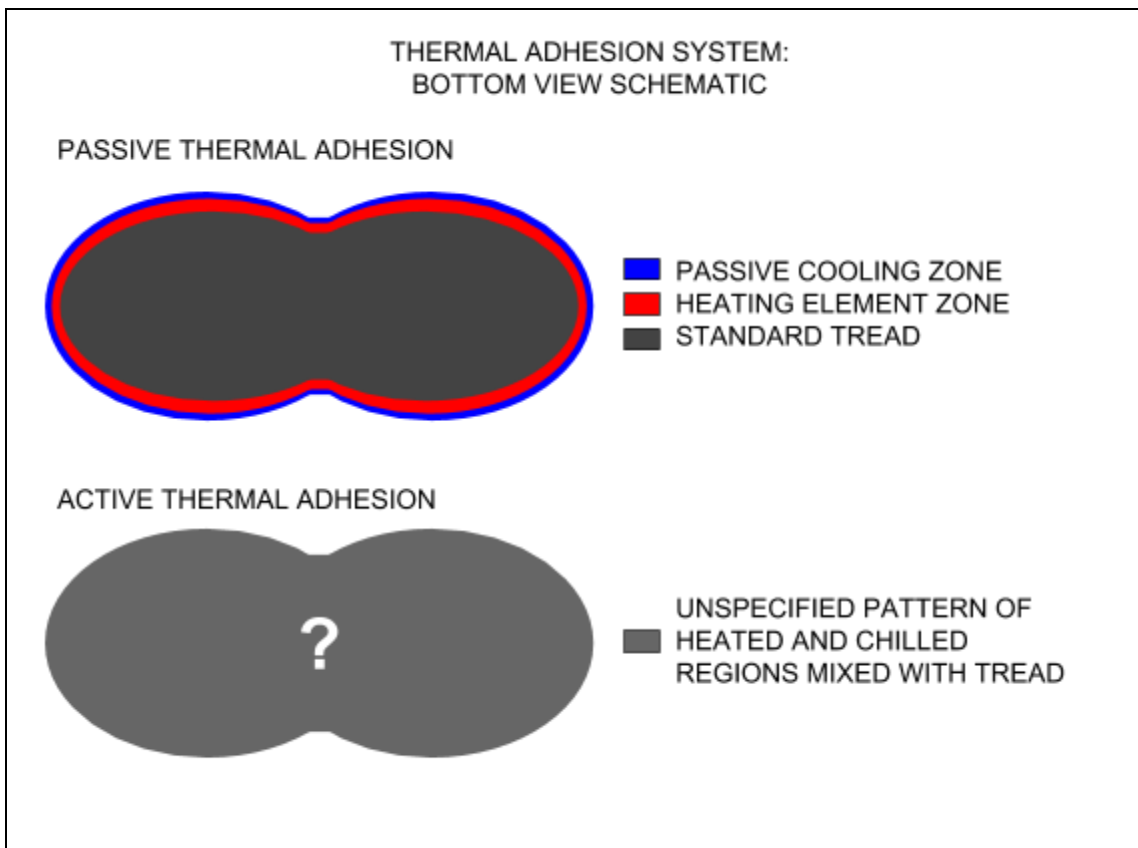 THERMAL ADHESION SYSTEM:
BOTTOM VIEW SCHEMATIC
PASSIVE THERMAL ADHESION
PASSIVE COOLING ZONE
HEATING ELEMENT ZONE
STANDARD TREAD
ACTIVE THERMAL ADHESION
?
UNSPECIFIED PATTERN OF
HEATED AND CHILLED
REGIONS MIXED WITH TREAD